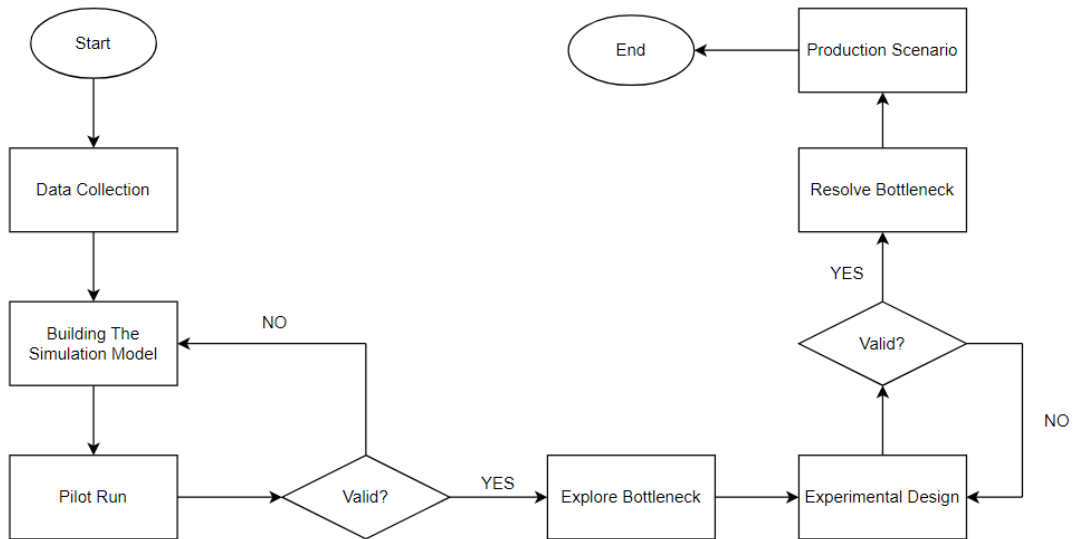 Start
Data Collection
Building The
Simulation Model
Pilot Run
Valid?
NO
YES
Explore Bottleneck
Experimental Design
Valid?
NO
YES
Resolve Bottleneck
Production Scenario
End